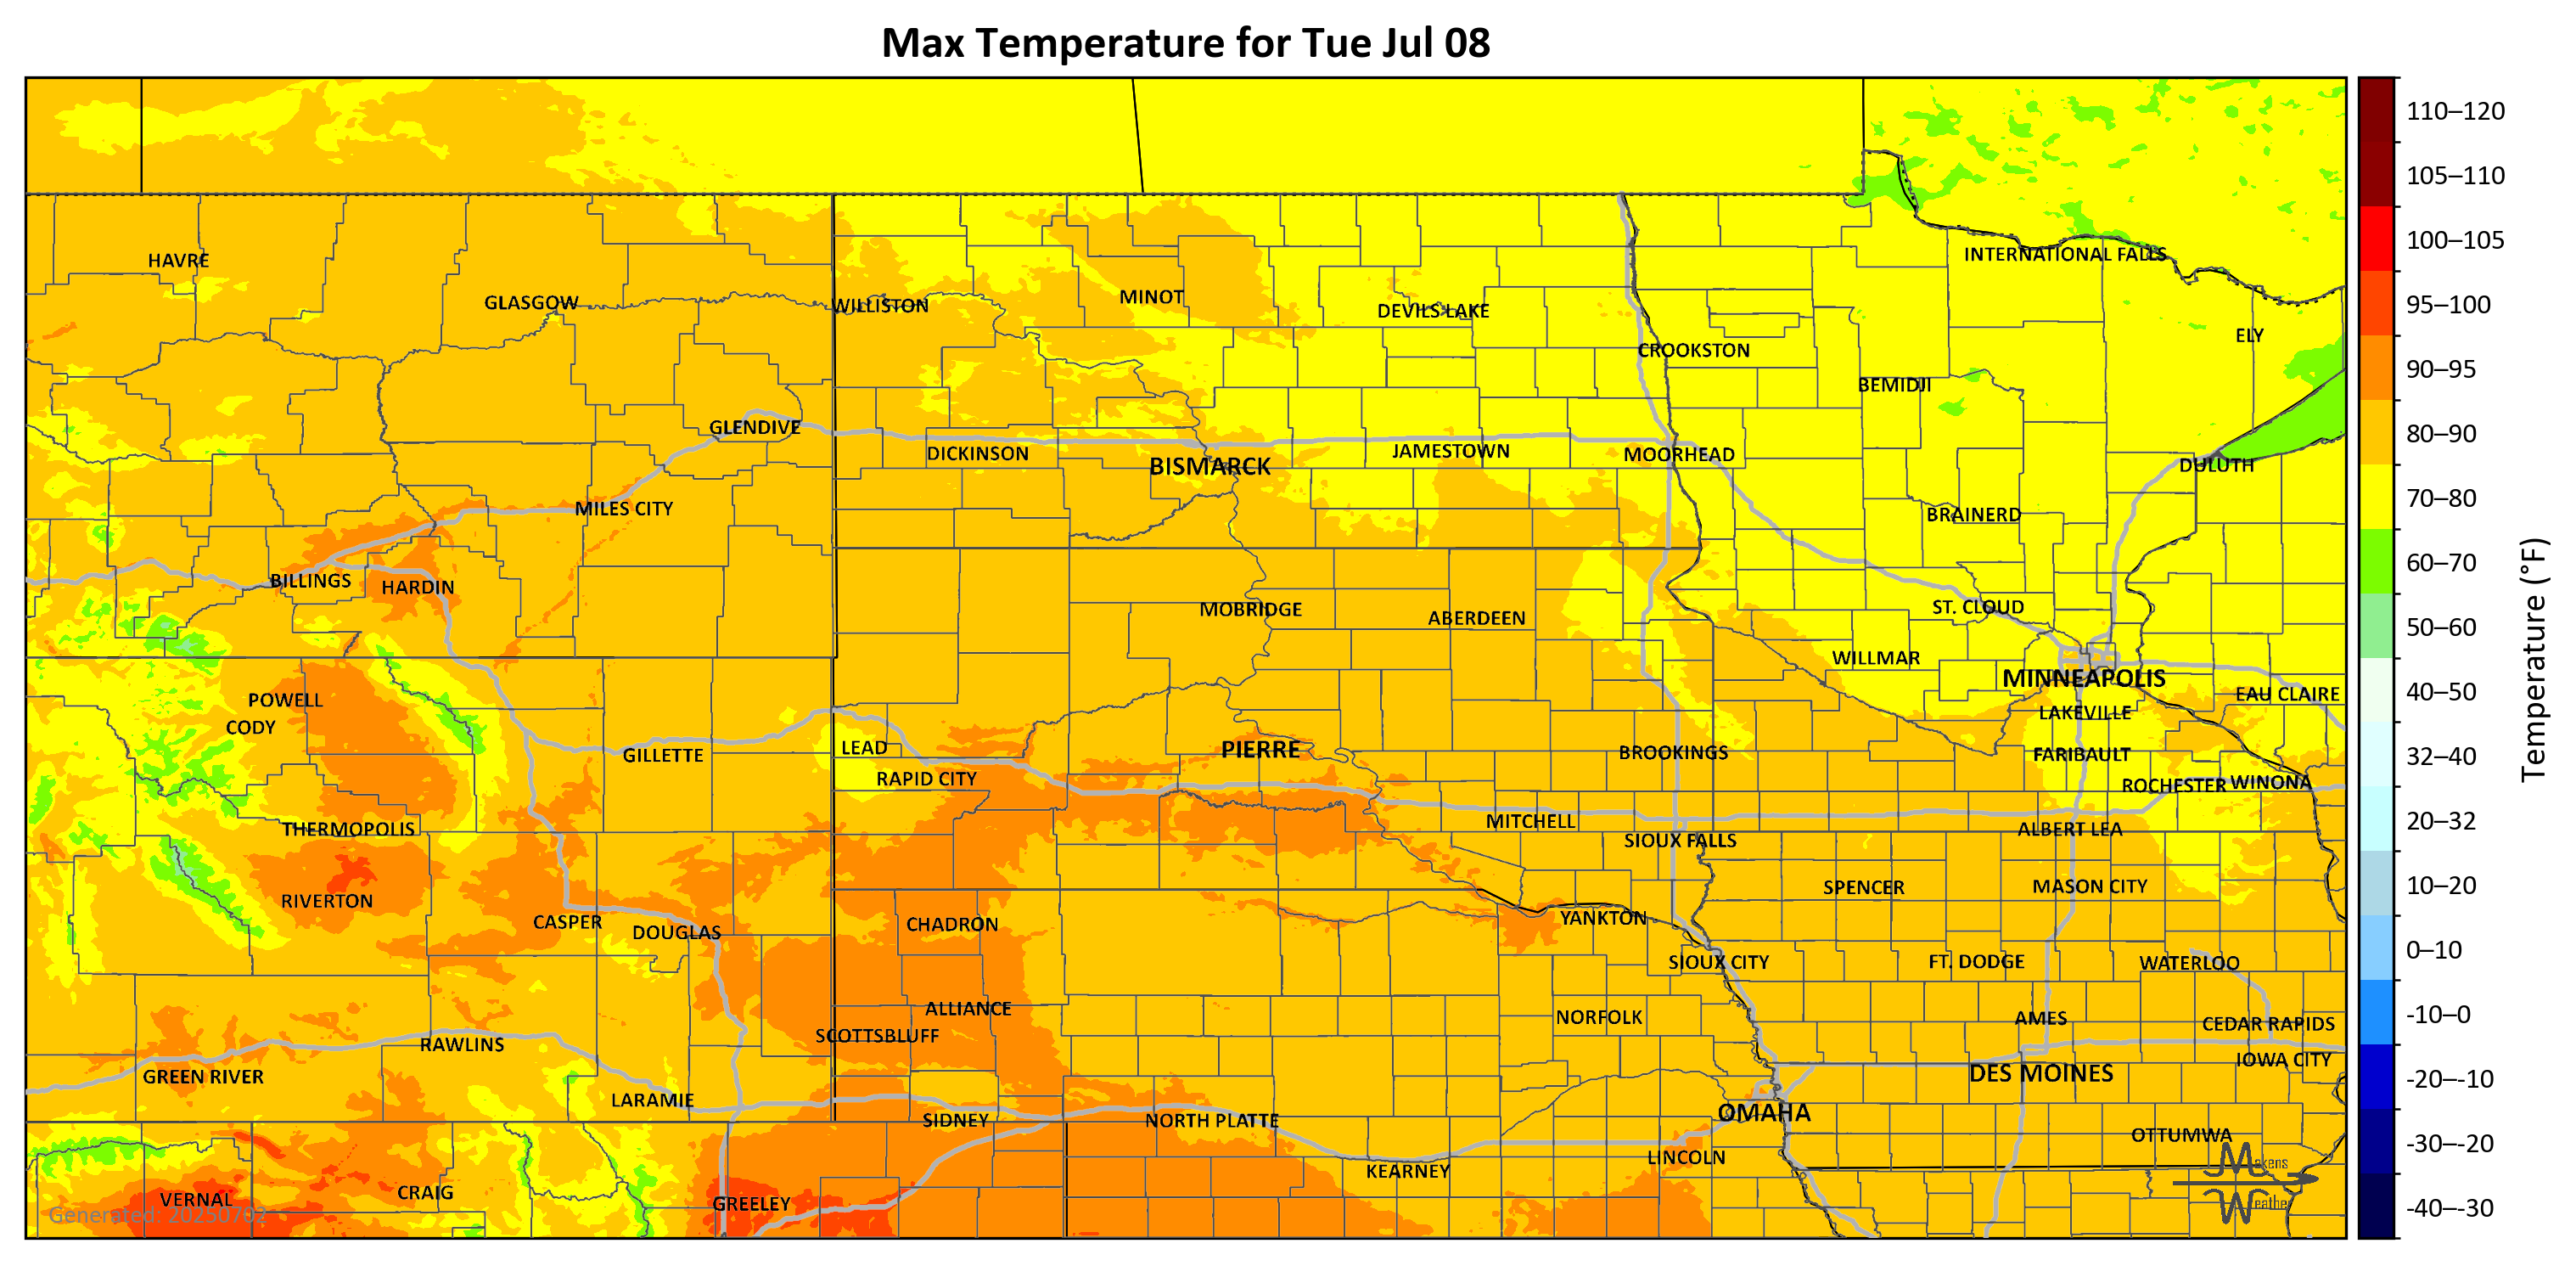 Max Temperature for Tue Jul 08
HAVRE
GLASGOW
WILLISTON
MINOT
DEVILS LAKE
CROOKSTON
INTERNATIONAL FALLS
ELY
BEMIDJI
GLENDIVE
DICKINSON
BISMARCK
JAMESTOWN
MOORHEAD
DULUTH
MILES CITY
BRAINERD
BILLINGS
HARDIN
MOBRIDGE
ABERDEEN
ST. CLOUD
WILLMAR
MINNEAPOLIS
EAU CLAIRE
POWELL
CODY
LAKEVILLE
GILLETTE
LEAD
RAPID CITY
PIERRE
BROOKINGS
FARIBAULT
ROCHESTER
WINONA
THERMOPOLIS
MITCHELL
SIOUX FALLS
ALBERT LEA
RIVERTON
CASPER
DOUGLAS
CHADRON
YANKTON
SPENCER
MASON CITY
SIOUX CITY
FT. DODGE
WATERLOO
ALLIANCE
SCOTTSBLUFF
NORFOLK
AMES
CEDAR RAPIDS
RAWLINS
GREEN RIVER
IOWA CITY
DES MOINES
LARAMIE
SIDNEY
NORTH PLATTE
OMAHA
OTTUMWA
KEARNEY
LINCOLN
VERNAL
CRAIG
GREELEY
Generated: 20250702
Makens
Weather
110–120
105–110
100–105
95–100
90–95
80–90
70–80
60–70
50–60
40–50
32–40
20–32
10–20
0–10
-10–0
-20–-10
-30–-20
-40–-30
Temperature (°F)